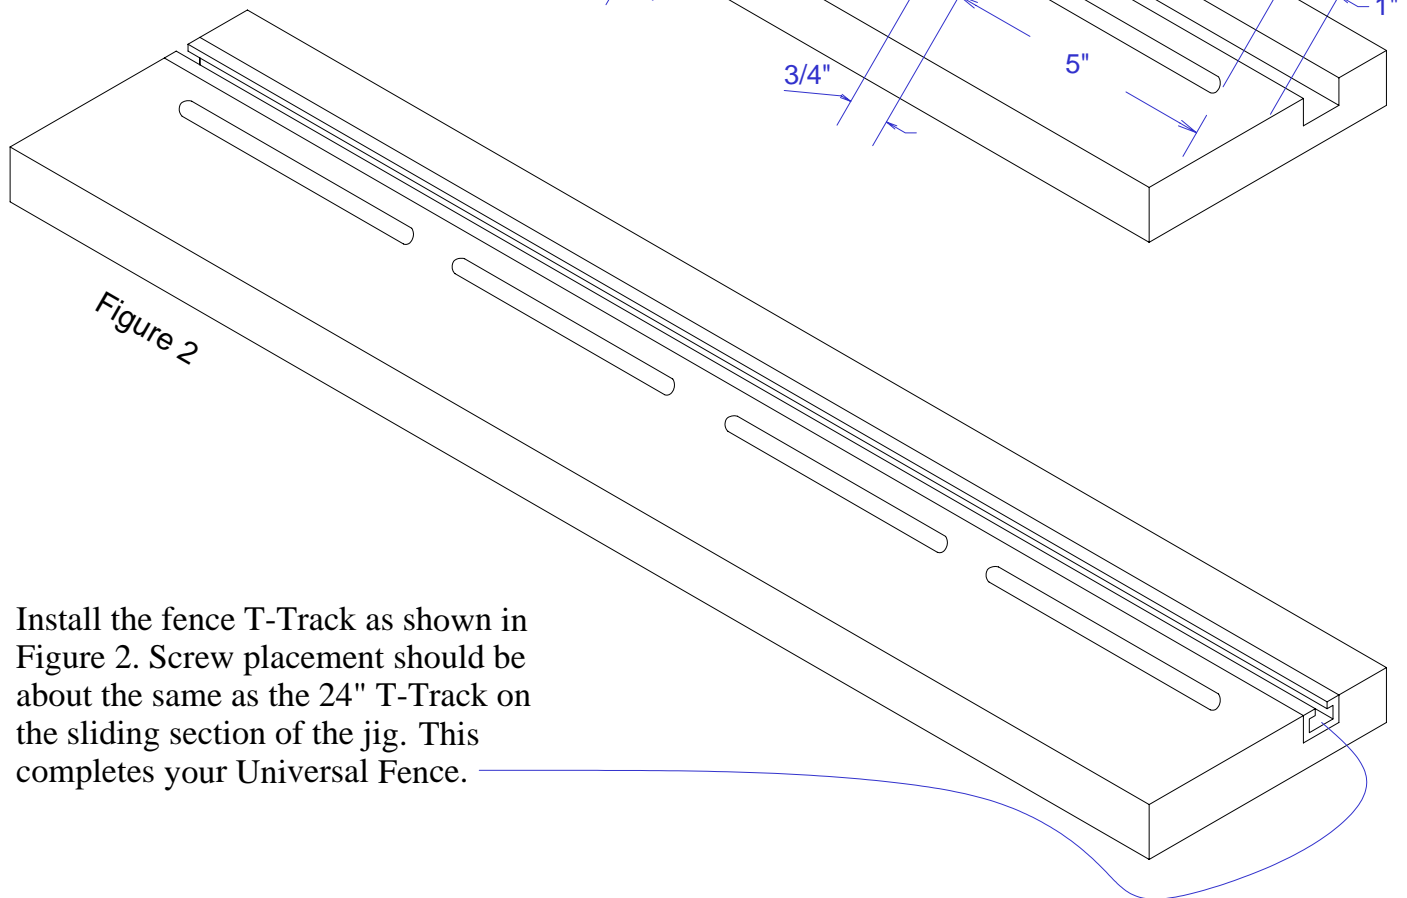 1"
5"
3/4"
Figure 2
Install the fence T-Track as shown in
Figure 2. Screw placement should be
about the same as the 24" T-Track on
the sliding section of the jig. This
completes your Universal Fence.